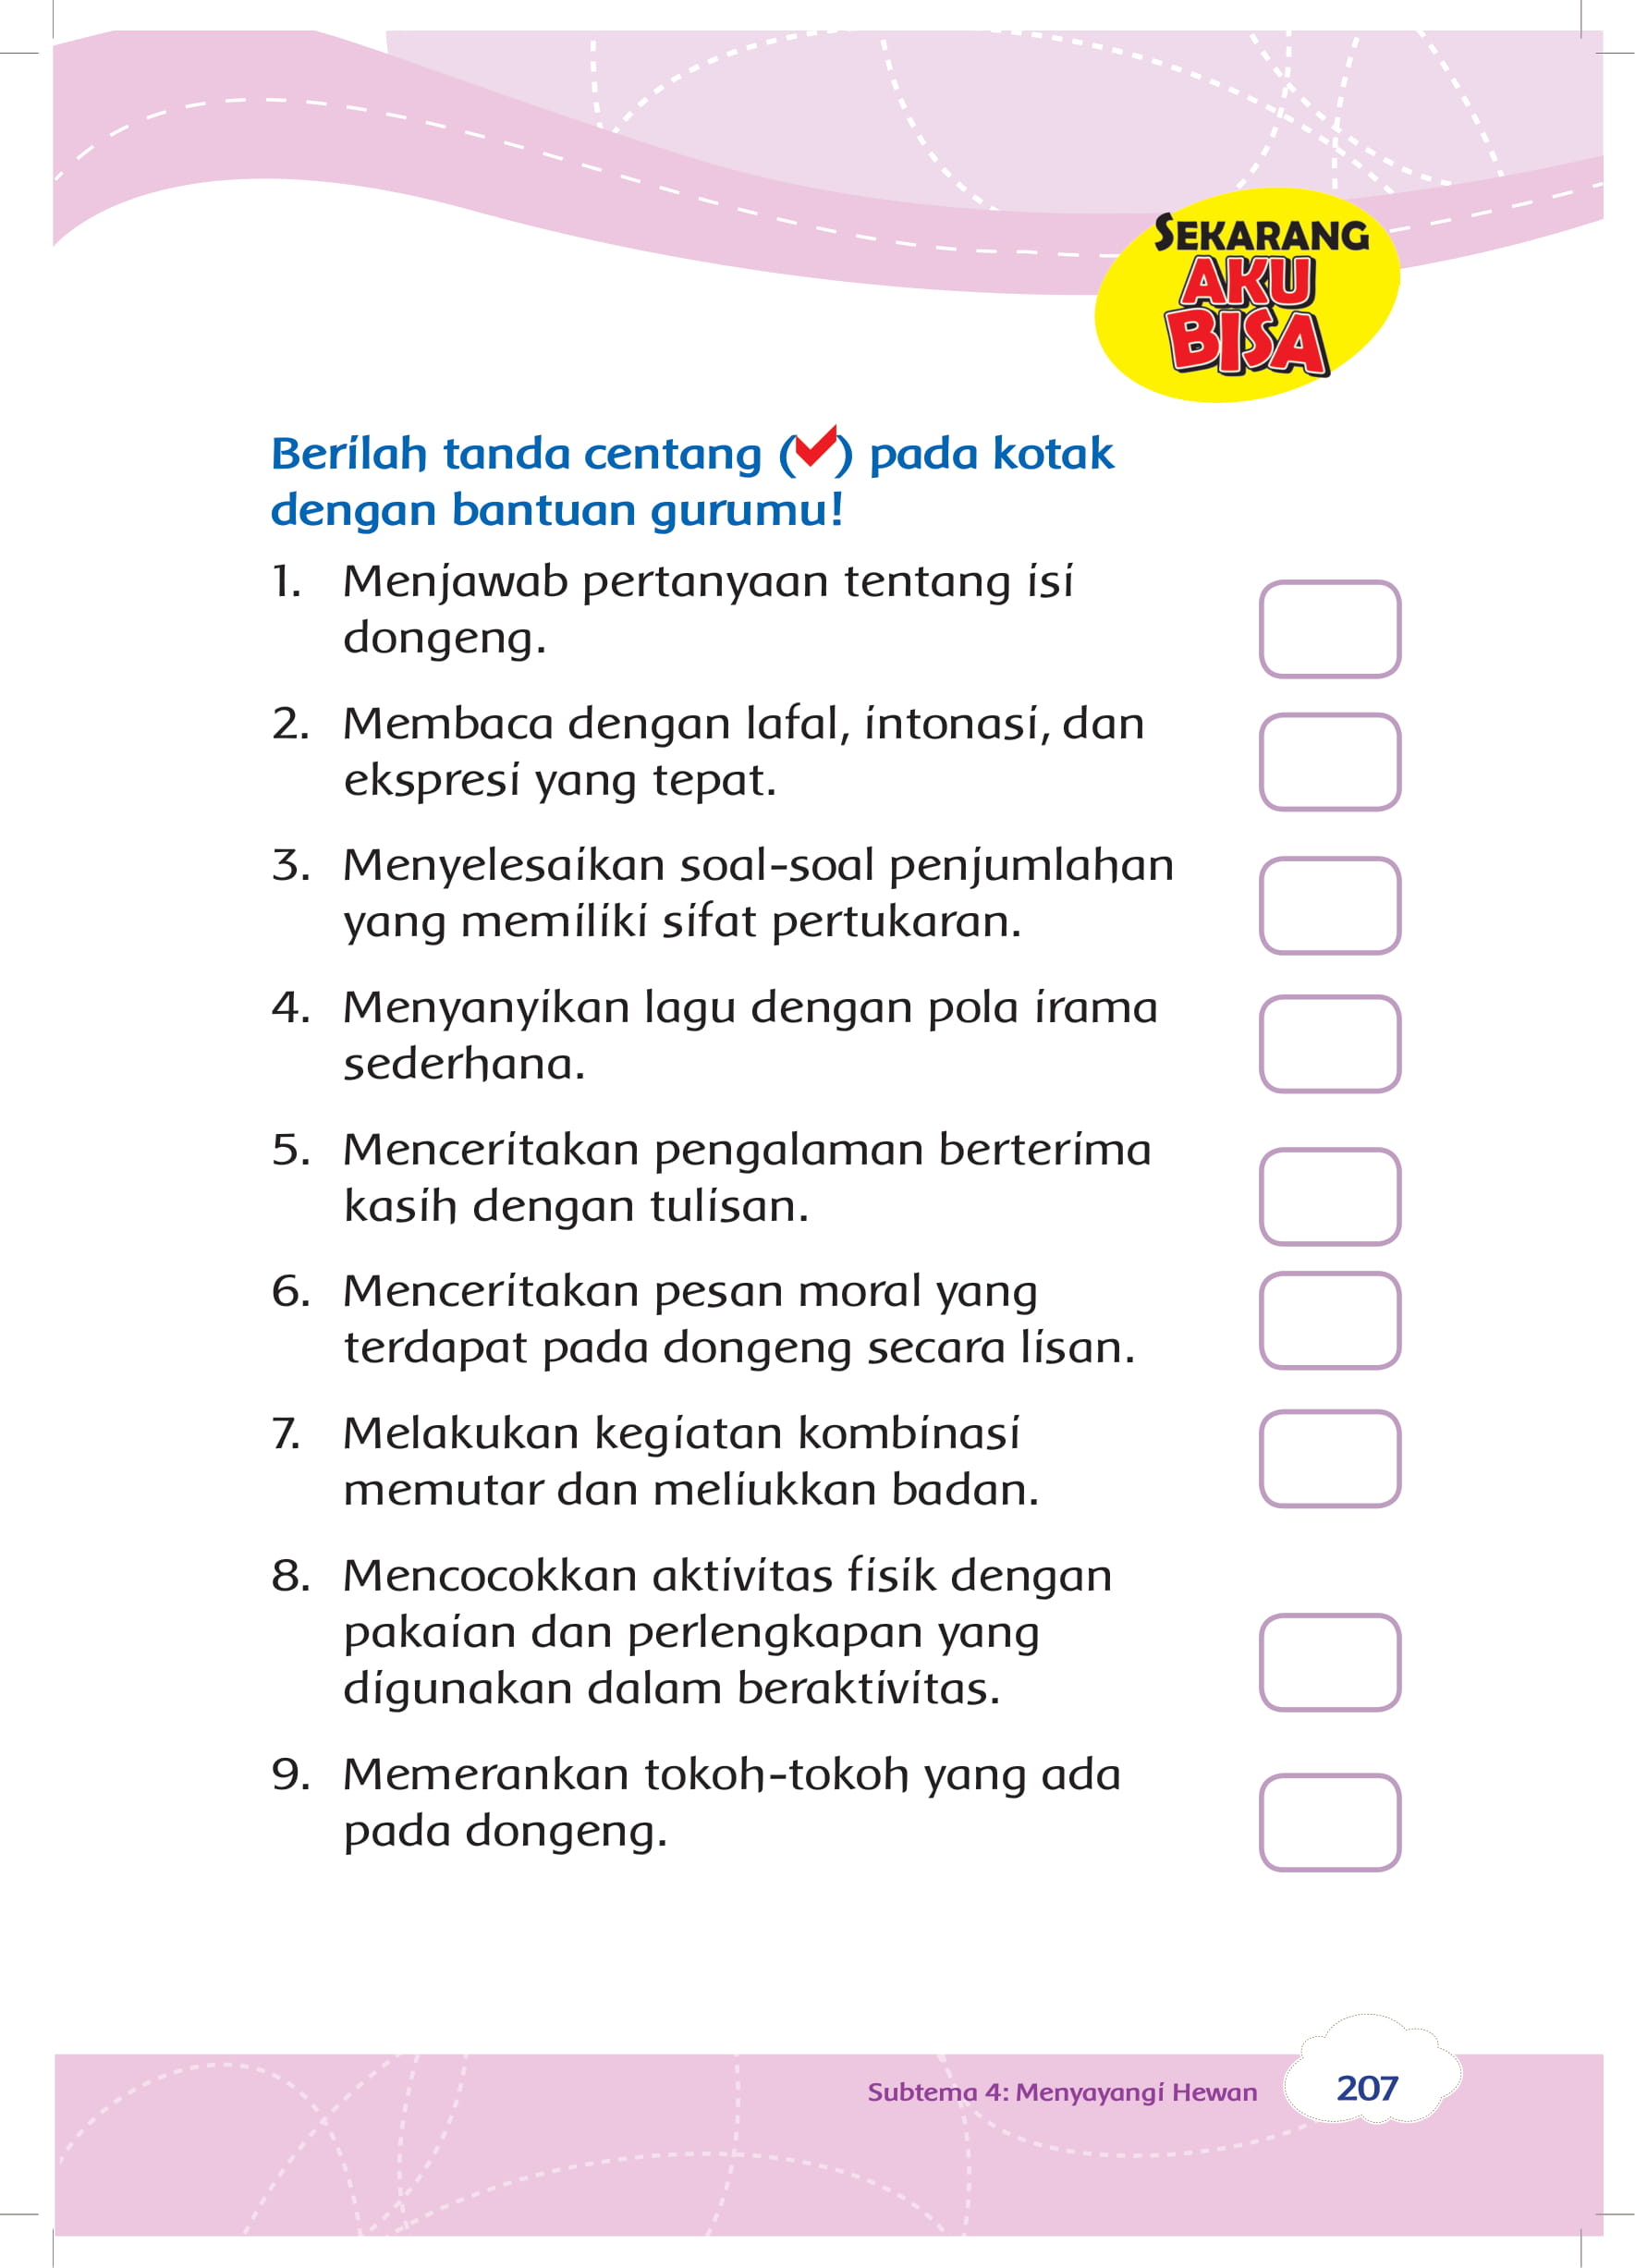 SEKARANG
AKU
BISA
Berilah tanda centang (✔) pada kotak
dengan bantuan gurumu!
1. Menjawab pertanyaan tentang isi
dongeng.
2. Membaca dengan lafal, intonasi, dan
ekspresi yang tepat.
3. Menyelesaikan soal-soal penjumlahan
yang memiliki sifat pertukaran.
4. Menyanyikan lagu dengan pola irama
sederhana.
5. Menceritakan pengalaman berterima
kasih dengan tulisan.
6. Menceritakan pesan moral yang
terdapat pada dongeng secara lisan.
7. Melakukan kegiatan kombinasi
memutar dan meliukkan badan.
8. Mencocokkan aktivitas fisik dengan
pakaian dan perlengkapan yang
digunakan dalam beraktivitas.
9. Memerankan tokoh-tokoh yang ada
pada dongeng.
Subtema 4: Menyayangi Hewan
207